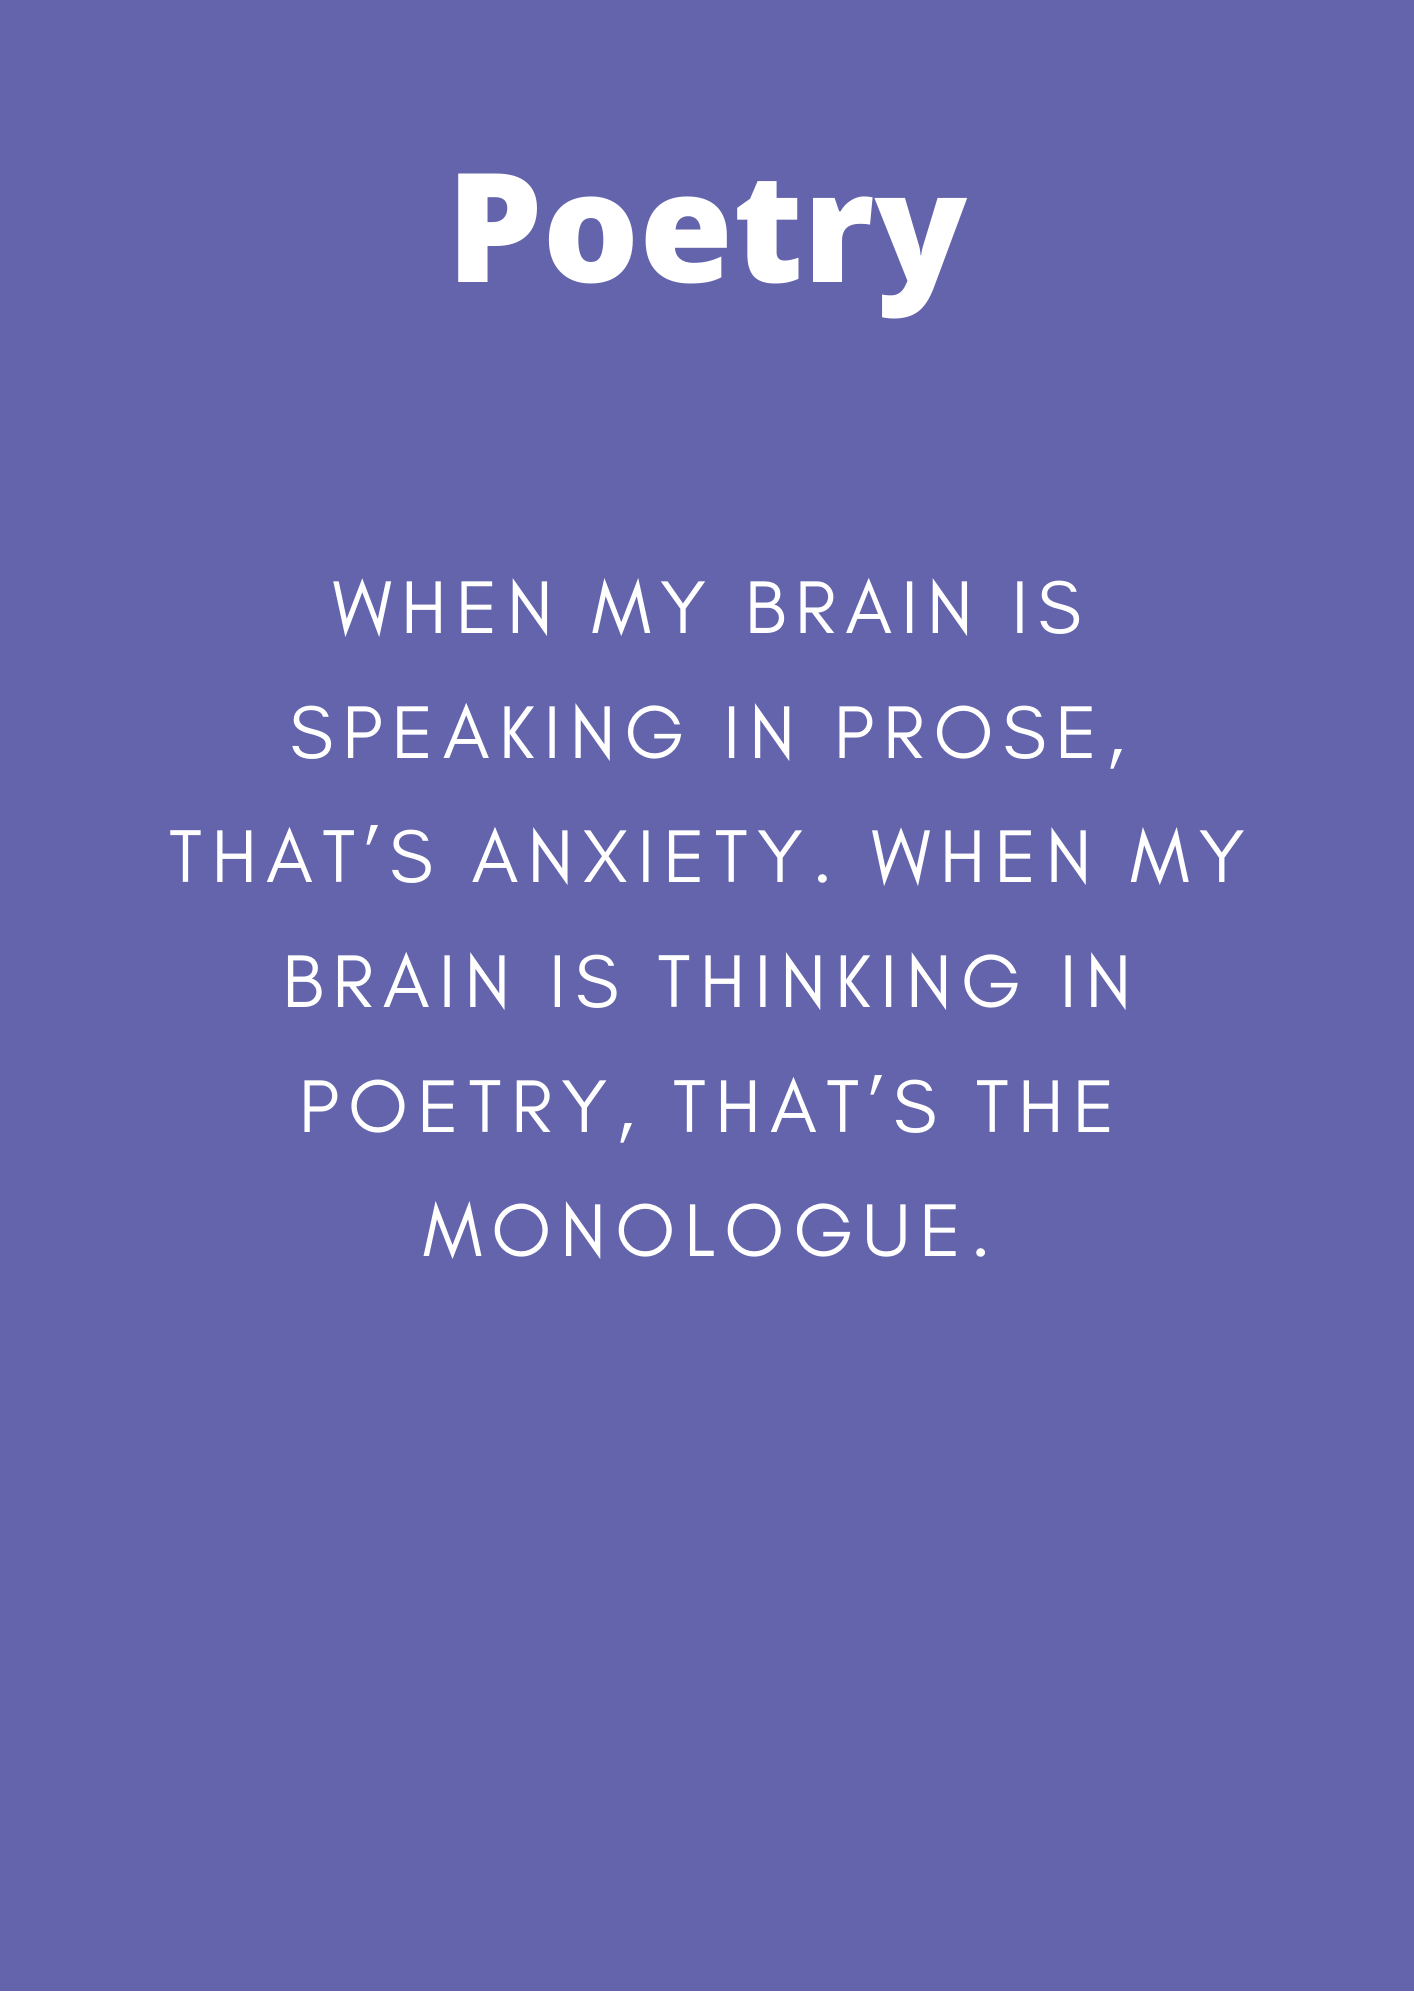 Poetry
WHEN MY BRAIN IS
SPEAKING IN PROSE,
THAT'S ANXIETY. WHEN MY
BRAIN IS THINKING IN
POETRY, THAT'S THE
MONOLOGUE.